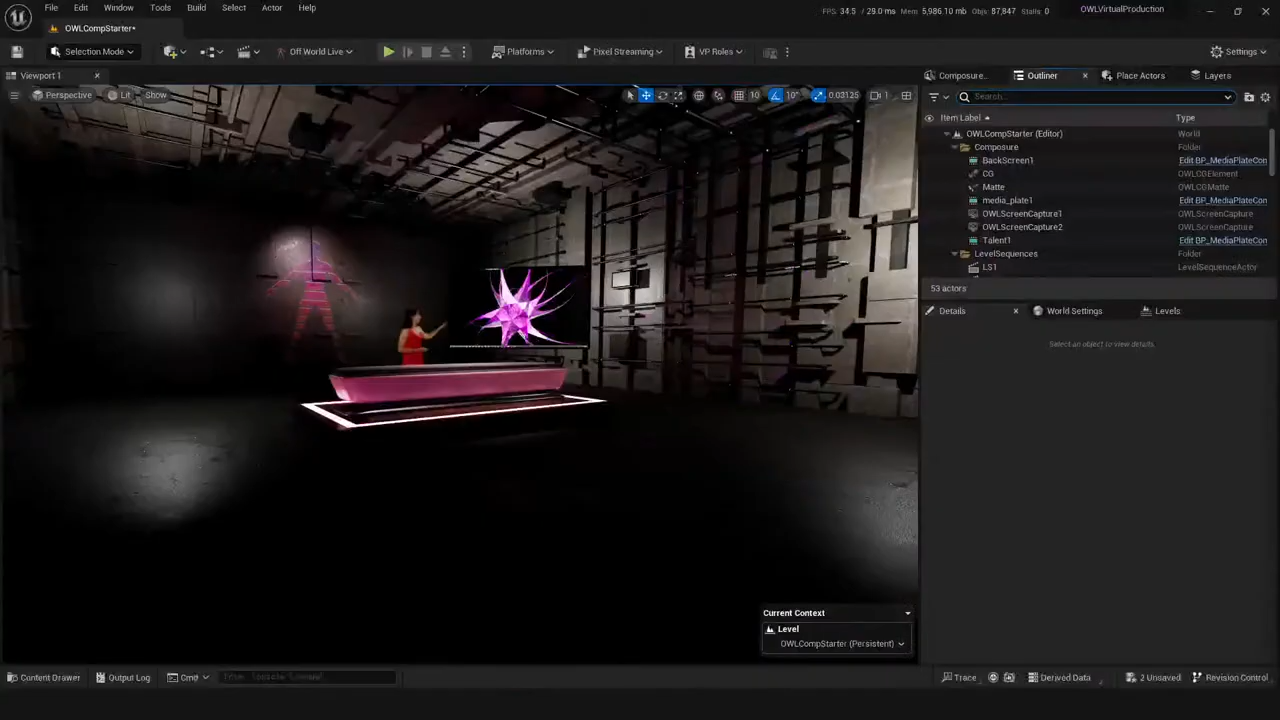 File Edit Window Tools Build Select Actor Help
FPS: 34.5 / 29.0 ms Mem: 5,986.10 mb Objs: 87,847 Stalls: 0
OWLVirtualProduction
OWLCompStarter*
Selection Mode
Off World Live
Platforms
Pixel Streaming
VP Roles
Settings
Viewport 1
Composure...
Outliner
Place Actors
Layers
Perspective
Lit
Show
10
10°
0.03125
1
Search...
Item Label
Type
OWLCompStarter (Editor) World
Composure Folder
BackScreen1 Edit BP_MediaPlateCon
CG OWLCGElement
Matte OWLCGMatte
media_plate1 Edit BP_MediaPlateCon
OWLScreenCapture1 OWLScreenCapture
OWLScreenCapture2 OWLScreenCapture
Talent1 Edit BP_MediaPlateCon
LevelSequences Folder
LS1 LevelSequenceActor
53 actors
Details
World Settings
Levels
Select an object to view details.
Current Context
Level
OWLCompStarter (Persistent)
Content Drawer
Output Log
Cmd
Enter Console Command
Trace
Derived Data
2 Unsaved
Revision Control